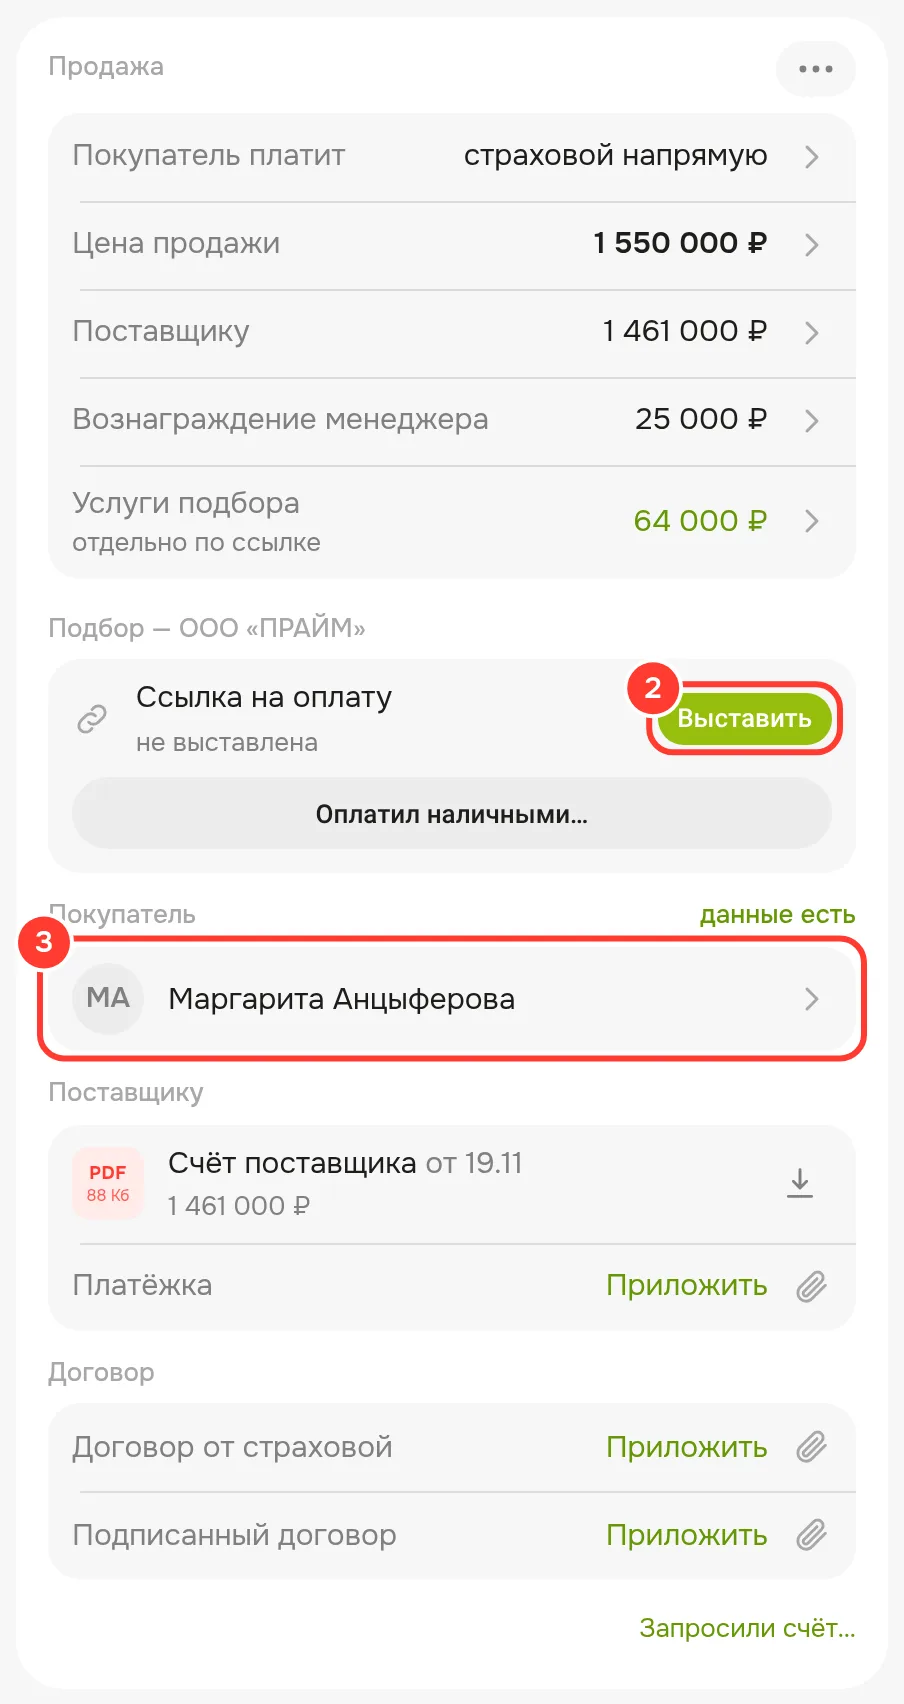 Продажа
Покупатель платит страховой напрямую
Цена продажи 1 550 000 ₽
Поставщику 1 461 000 ₽
Вознаграждение менеджера 25 000 ₽
Услуги подбора
отдельно по ссылке
64 000 ₽
Подбор — ООО «ПРАЙМ»
Ссылка на оплату
не выставлена
2
Выставить
Оплатил наличными...
Покупатель данные есть
3
МА Маргарита Анцыферова
Поставщику
PDF
88 Кб
Счёт поставщика от 19.11
1 461 000 ₽
Платёжка Приложить
Договор
Договор от страховой Приложить
Подписанный договор Приложить
Запросили счёт...